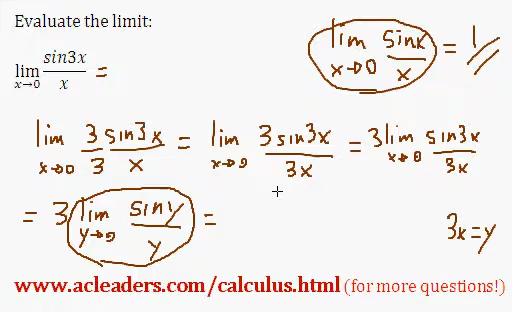 Evaluate the limit:
lim x→0 sin3x/x =
lim x→0 sinx/x = 1
lim x→0 3/3 sin3x/x = lim x→0 3sin3x/3x = 3lim x→0 sin3x/3x
= 3 lim y→0 siny/y =
3x=y
www.acleaders.com/calculus.html (for more questions!)